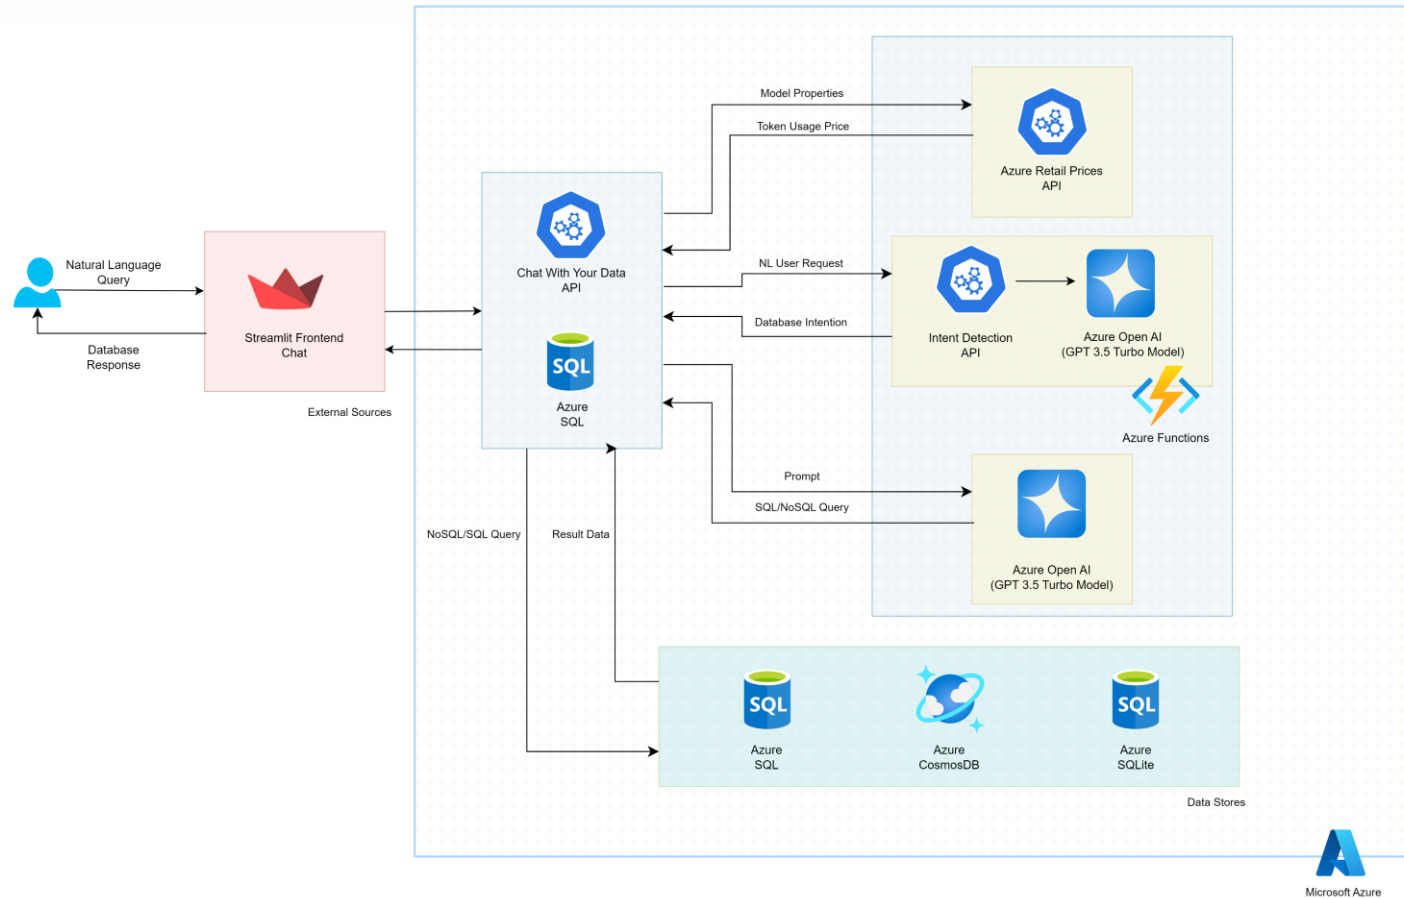 Natural Language
Query
Database
Response
Streamlit Frontend
Chat
External Sources
Chat With Your Data
API
SQL
Azure
SQL
Model Properties
Token Usage Price
NL User Request
Database Intention
Prompt
SQL/NoSQL Query
NoSQL/SQL Query
Result Data
Azure Retail Prices
API
Intent Detection
API
Azure Open AI
(GPT 3.5 Turbo Model)
Azure Functions
Azure Open AI
(GPT 3.5 Turbo Model)
SQL
Azure
SQL
Azure
CosmosDB
SQL
Azure
SQLite
Data Stores
Microsoft Azure